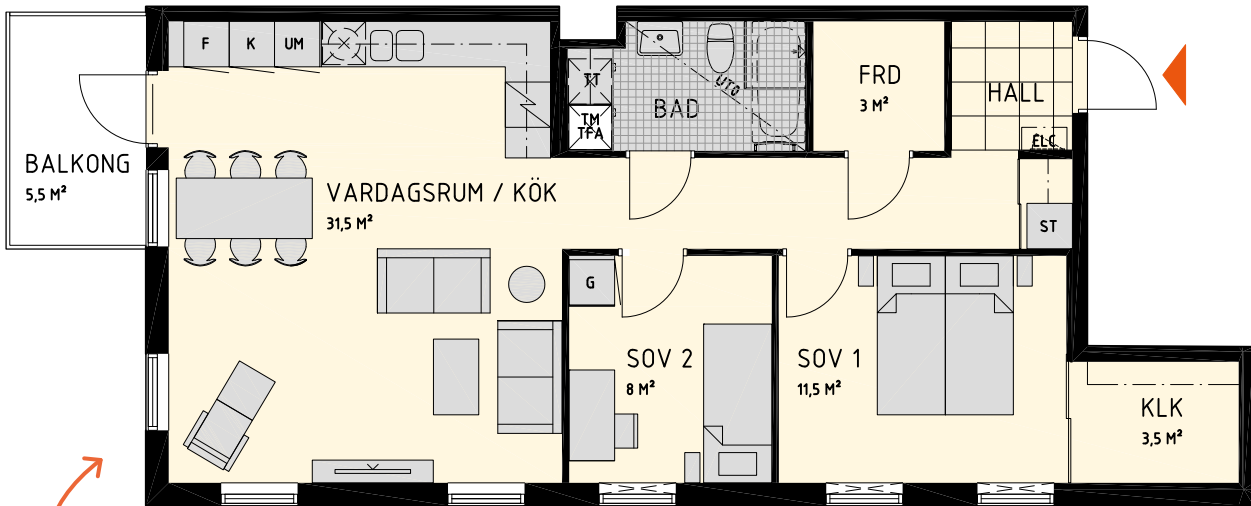 F
K
UM
TT
TM
TFA
UTÖ
BAD
FRD
3 M²
HALL
ELC
BALKONG
5,5 M²
VARDAGSRUM / KÖK
31,5 M²
ST
G
SOV 2
8 M²
SOV 1
11,5 M²
KLK
3,5 M²